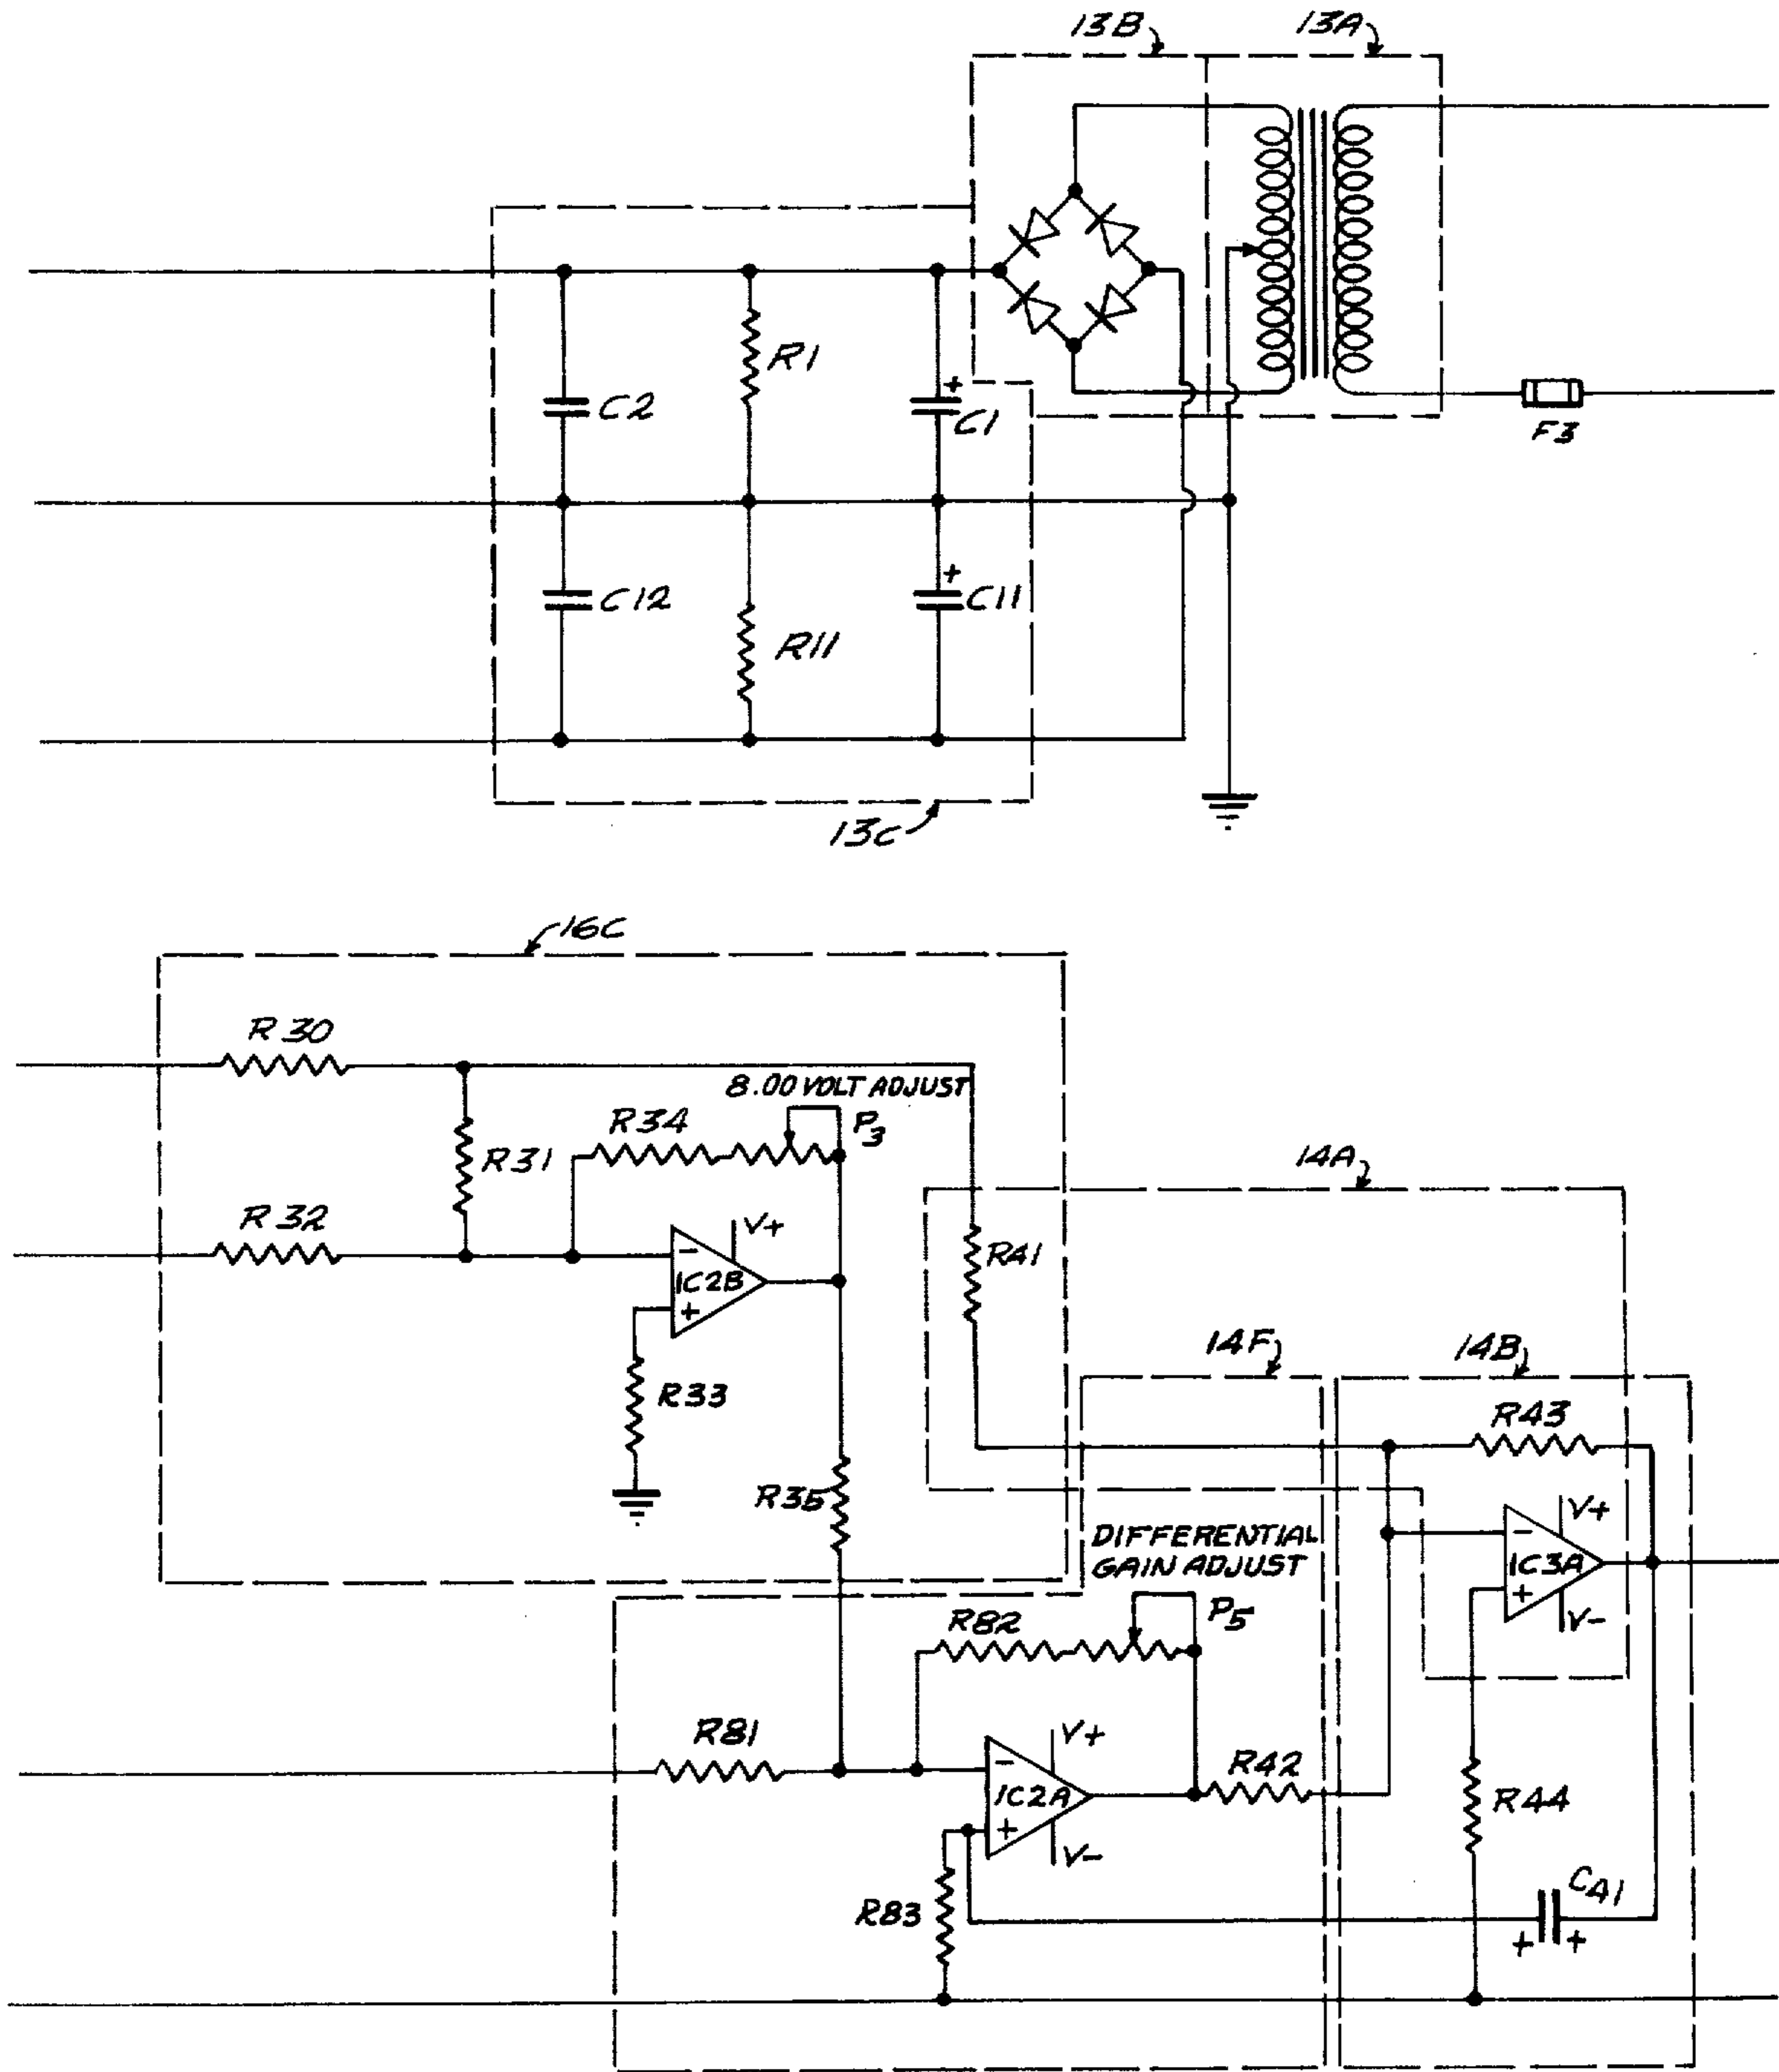 13B
13A
R1
C2
C1
+
F3
C12
+
C11
R11
13C
16C
R30
8.00 VOLT ADJUST
R34
P3
R31
14A
R32
V+
-
IC2B
+
R41
14F
14B
R33
R43
R35
DIFFERENTIAL
GAIN ADJUST
V+
-
IC3A
+
V-
R82
P5
R81
V+
-
IC2A
+
V-
R42
R44
R83
C41
+ +